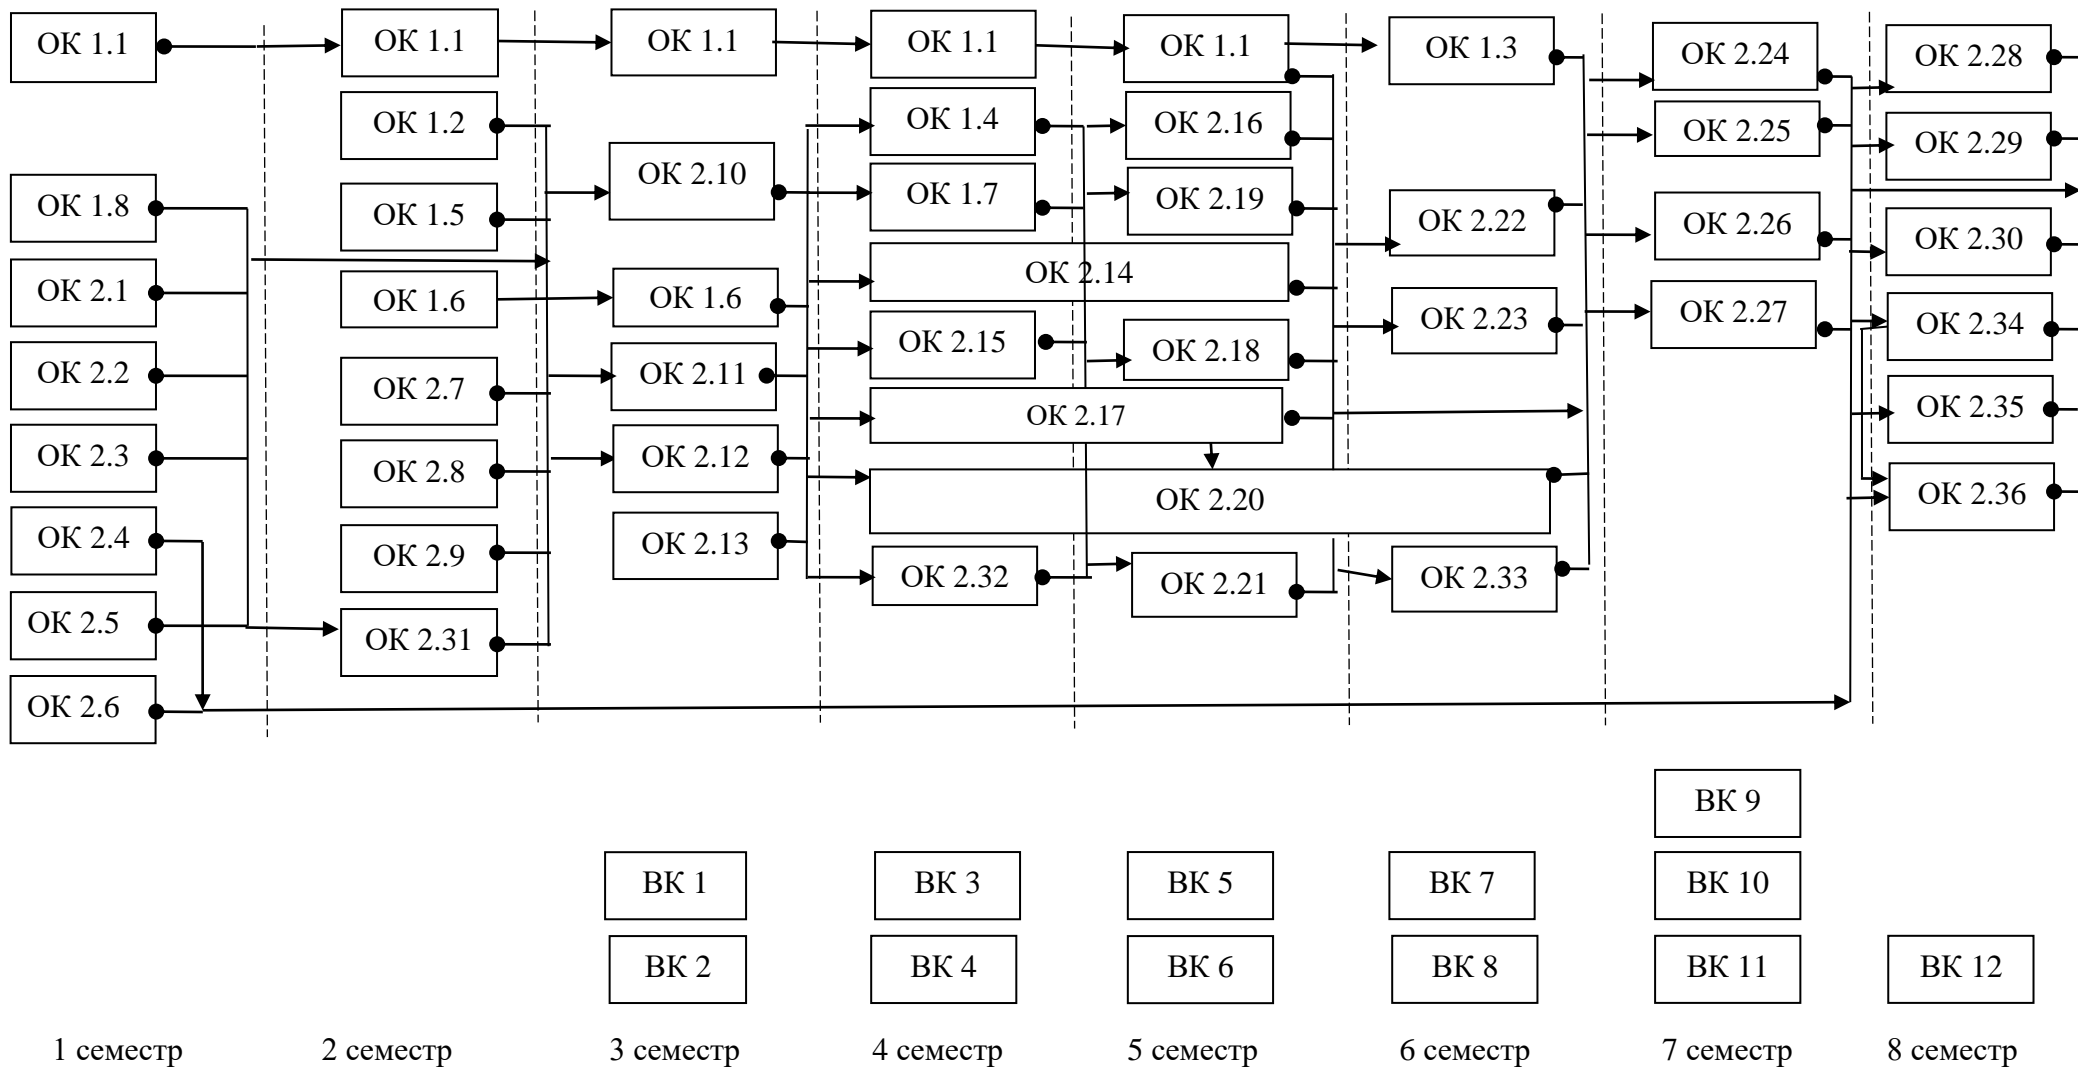 ОК 1.1
ОК 1.1
ОК 1.1
ОК 1.1
ОК 1.1
ОК 1.3
ОК 2.24
ОК 2.28
ОК 1.2
ОК 1.4
ОК 2.16
ОК 2.25
ОК 2.29
ОК 2.10
ОК 1.8
ОК 1.5
ОК 1.7
ОК 2.19
ОК 2.22
ОК 2.26
ОК 2.30
ОК 2.14
ОК 2.1
ОК 1.6
ОК 1.6
ОК 2.15
ОК 2.18
ОК 2.23
ОК 2.27
ОК 2.34
ОК 2.2
ОК 2.7
ОК 2.11
ОК 2.17
ОК 2.35
ОК 2.3
ОК 2.8
ОК 2.12
ОК 2.20
ОК 2.36
ОК 2.4
ОК 2.9
ОК 2.13
ОК 2.32
ОК 2.21
ОК 2.33
ОК 2.5
ОК 2.31
ОК 2.6
ВК 9
ВК 1
ВК 3
ВК 5
ВК 7
ВК 10
ВК 2
ВК 4
ВК 6
ВК 8
ВК 11
ВК 12
1 семестр
2 семестр
3 семестр
4 семестр
5 семестр
6 семестр
7 семестр
8 семестр